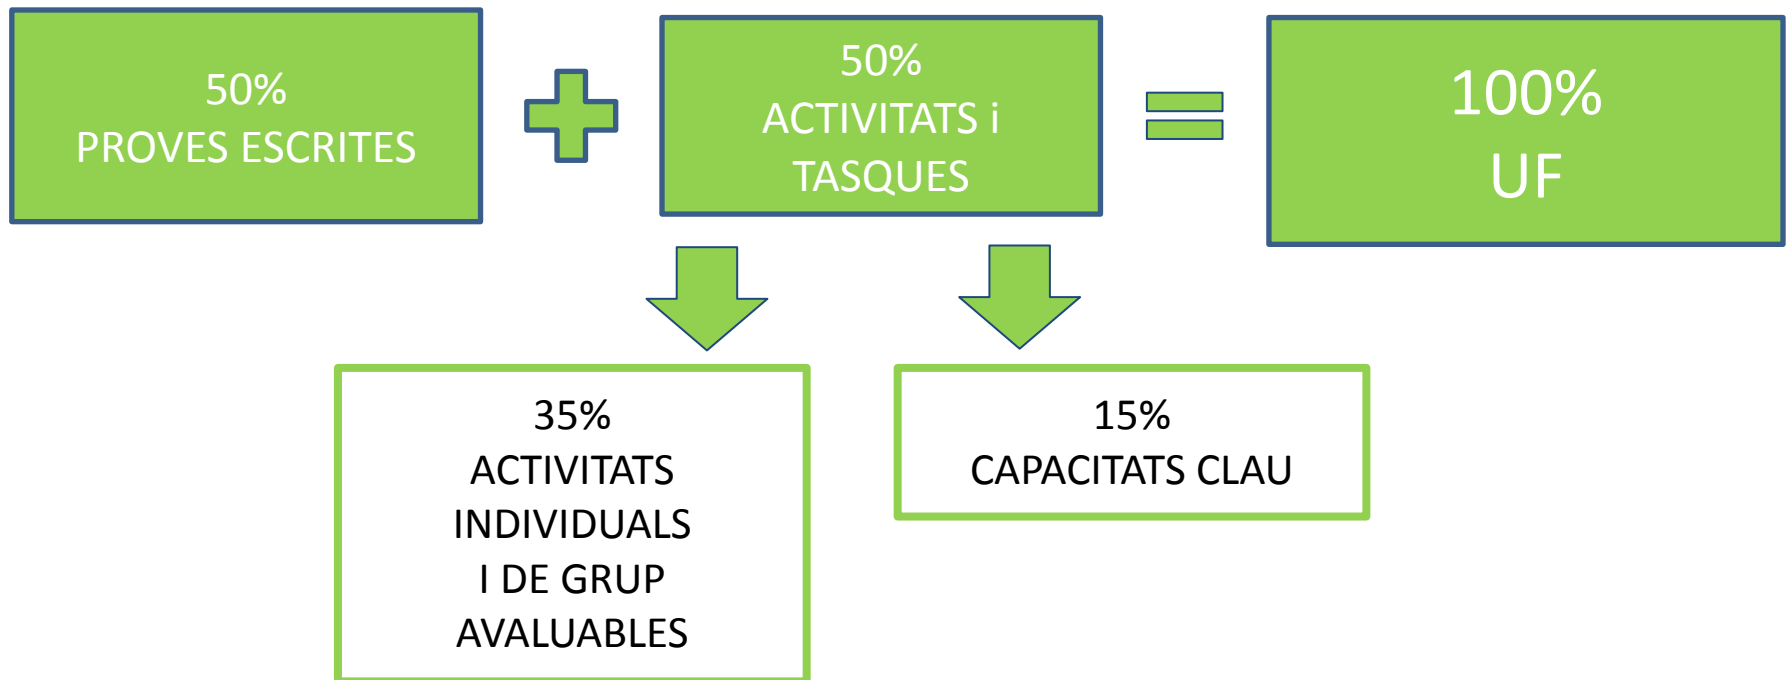 50%
PROVES ESCRITES
50%
ACTIVITATS i
TASQUES
100%
UF
35%
ACTIVITATS
INDIVIDUALS
I DE GRUP
AVALUABLES
15%
CAPACITATS CLAU